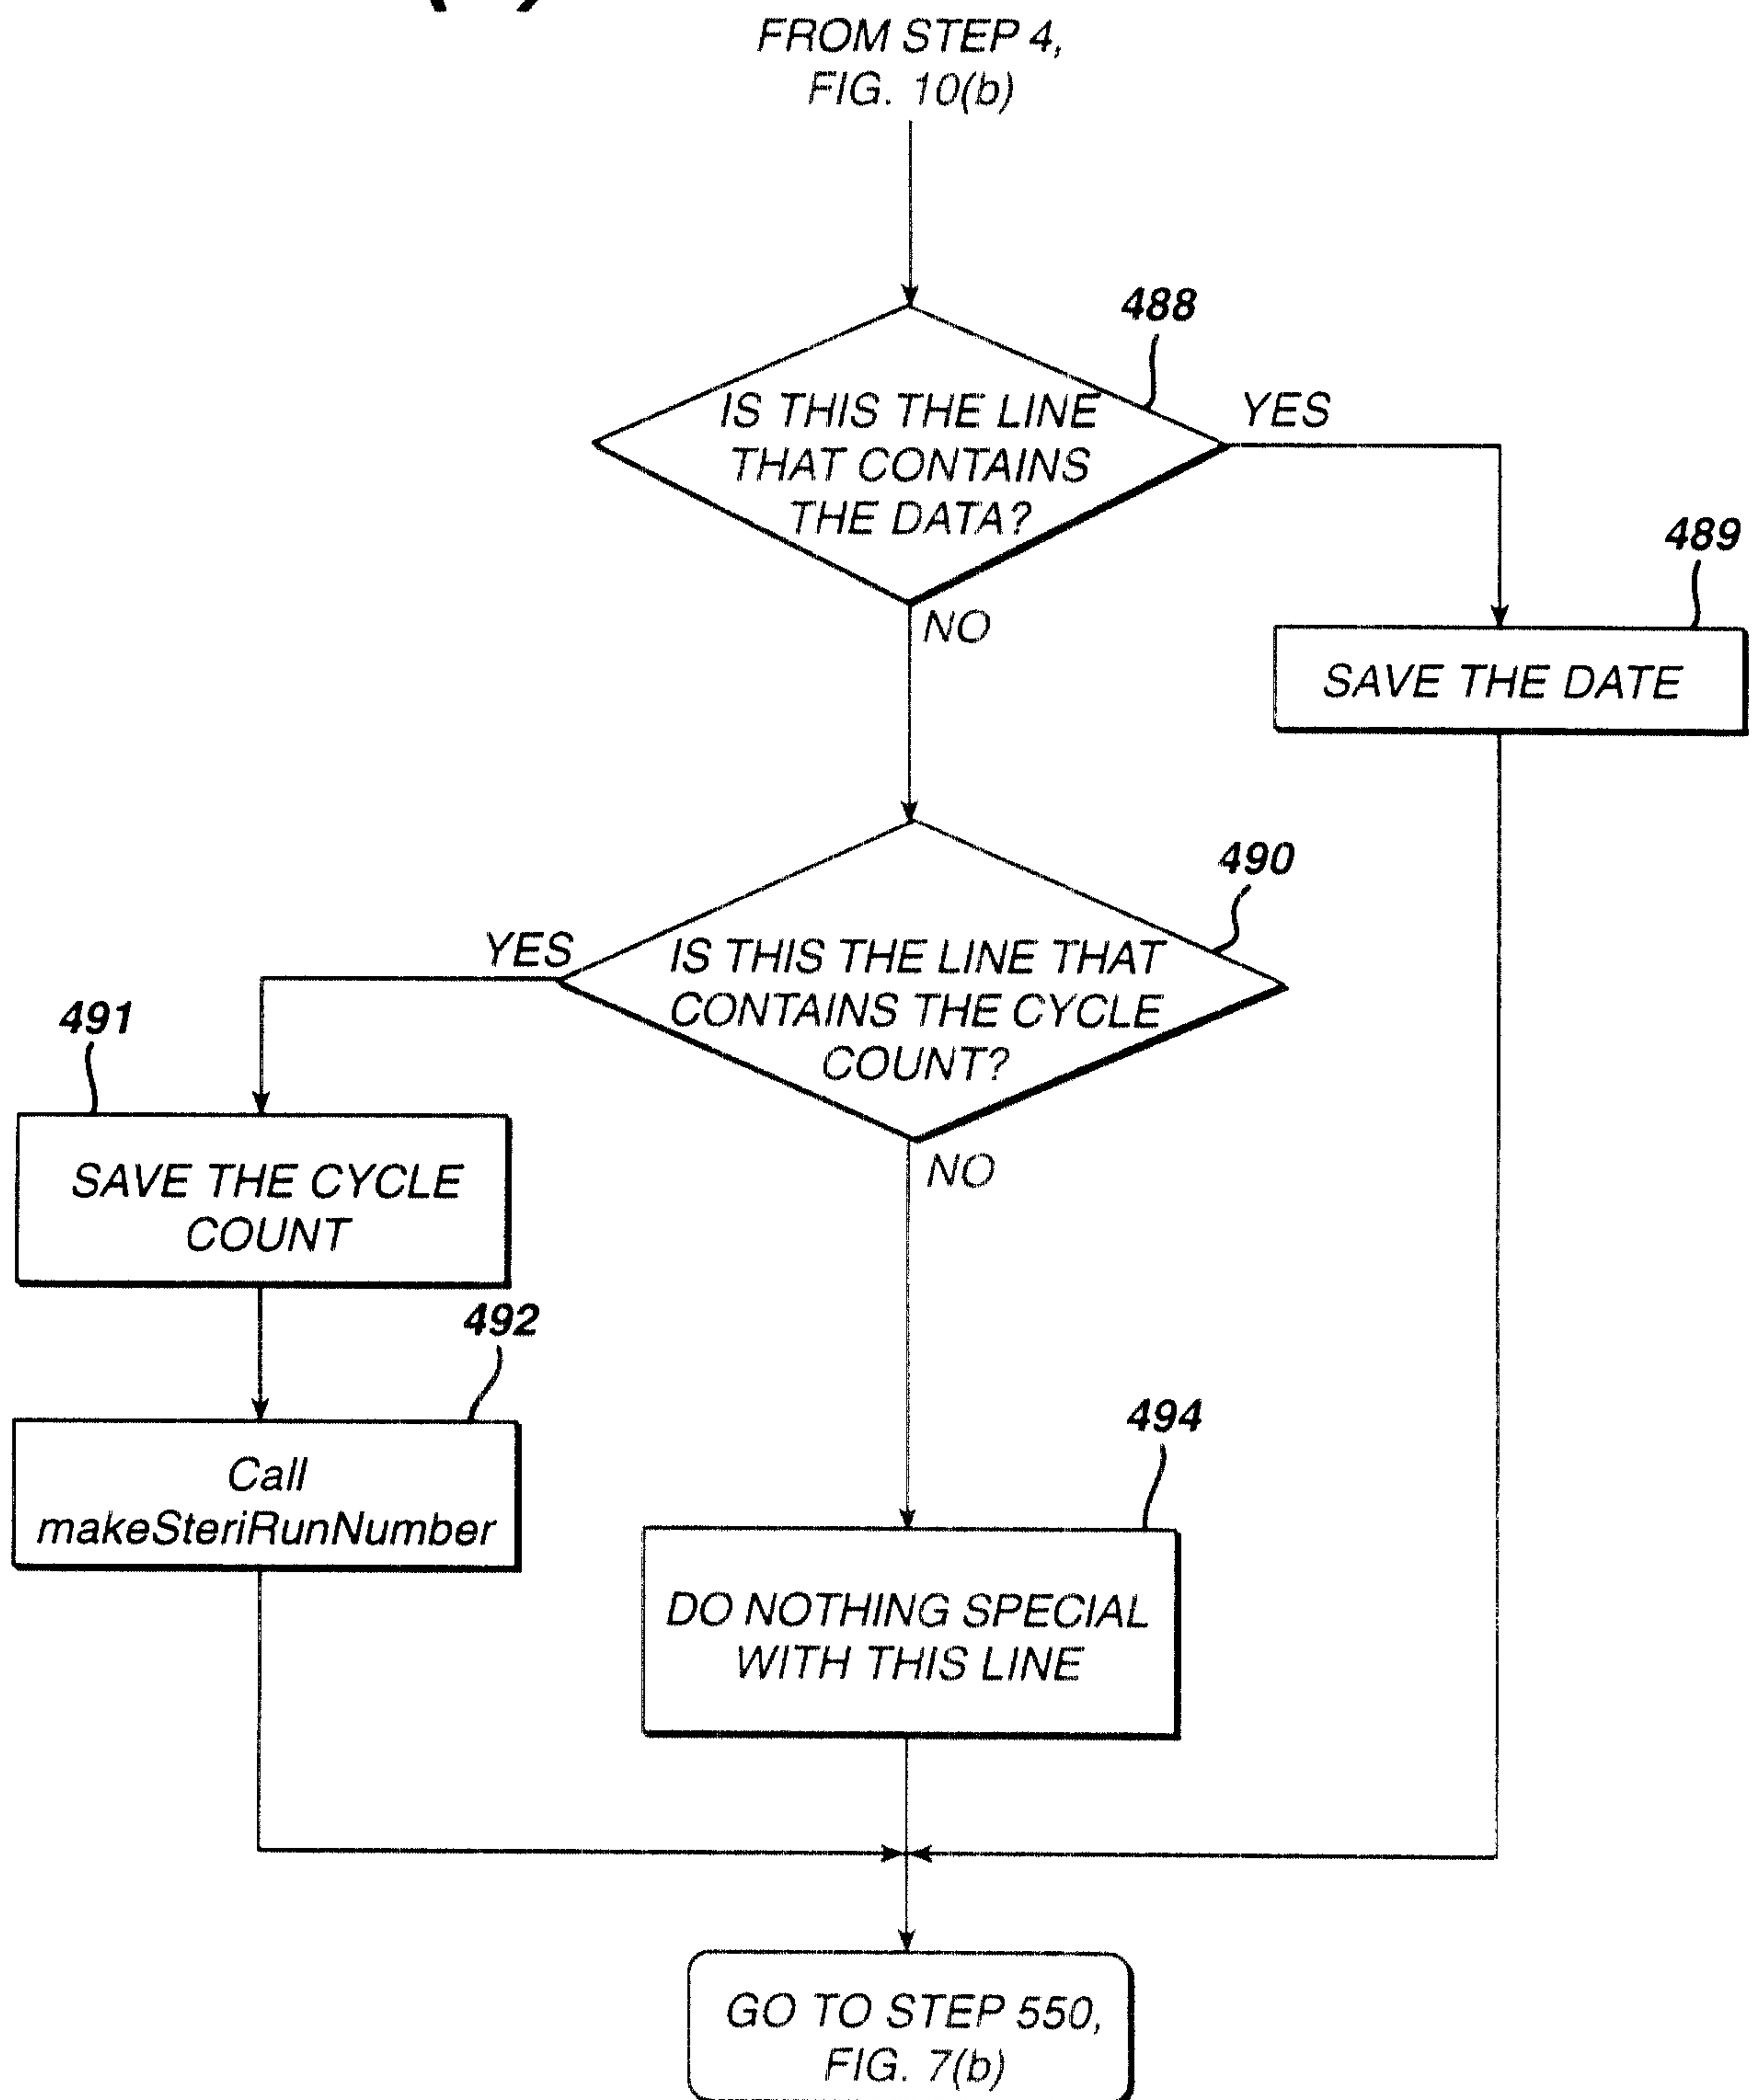 FROM STEP 4,
FIG. 10(b)
488
IS THIS THE LINE
THAT CONTAINS
THE DATA?
YES
NO
489
SAVE THE DATE
490
IS THIS THE LINE THAT
CONTAINS THE CYCLE
COUNT?
YES
NO
491
SAVE THE CYCLE
COUNT
492
Call
makeSteriRunNumber
494
DO NOTHING SPECIAL
WITH THIS LINE
GO TO STEP 550,
FIG. 7(b)